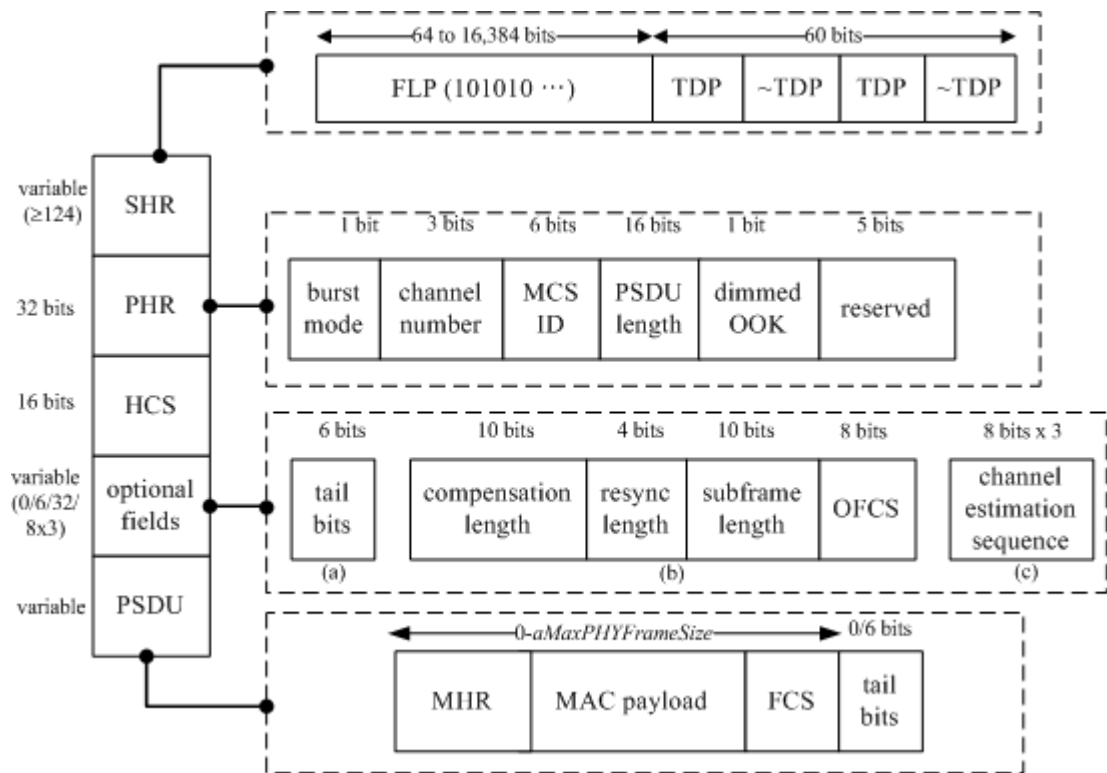 64 to 16,384 bits
60 bits
FLP (101010 ⋯)
TDP
~TDP
TDP
~TDP
variable
(≥124)
SHR
32 bits
PHR
16 bits
HCS
variable
(0/6/32/
8x3)
optional
fields
variable
PSDU
1 bit
3 bits
6 bits
16 bits
1 bit
5 bits
burst
mode
channel
number
MCS
ID
PSDU
length
dimmed
OOK
reserved
6 bits
10 bits
4 bits
10 bits
8 bits
8 bits x 3
tail
bits
compensation
length
resync
length
subframe
length
OFCS
channel
estimation
sequence
(a)
(b)
(c)
0-aMaxPHYFrameSize
0/6 bits
MHR
MAC payload
FCS
tail
bits